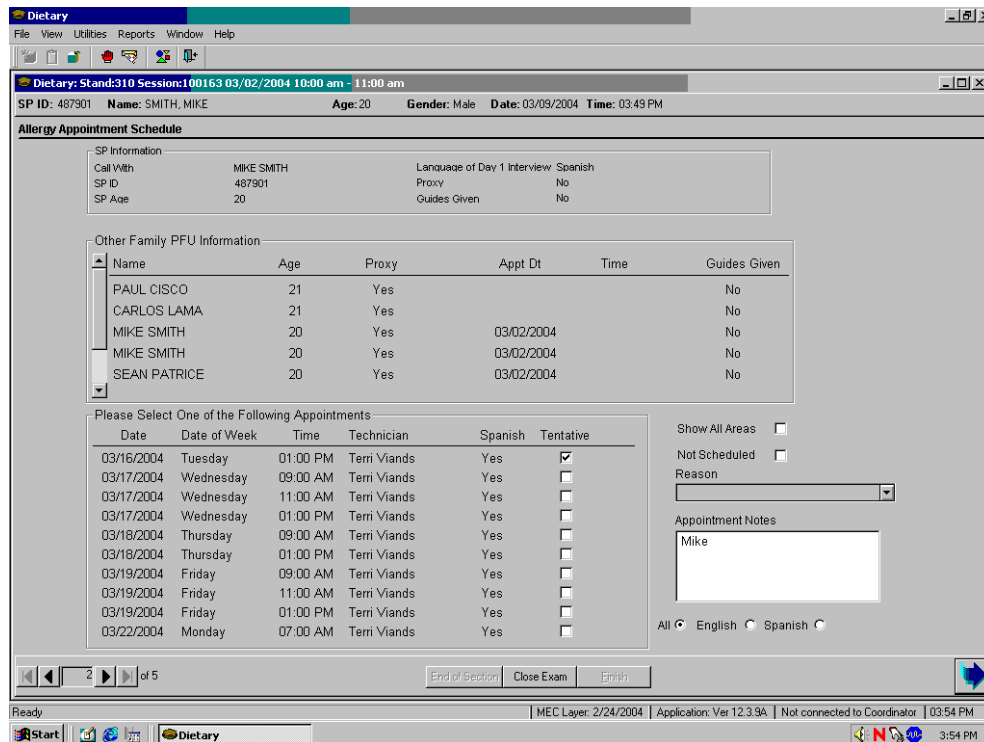 Dietary
File View Utilities Reports Window Help
Dietary: Stand:310 Session:100163 03/02/2004 10:00 am - 11:00 am
SP ID: 487901 Name: SMITH, MIKE Age: 20 Gender: Male Date: 03/09/2004 Time: 03:49 PM
Allergy Appointment Schedule
SP Information
Call With MIKE SMITH Language of Day 1 Interview Spanish
SP ID 487901 Proxy No
SP Age 20 Guides Given No
Other Family PFU Information
Name Age Proxy Appt Dt Time Guides Given
PAUL CISCO 21 Yes No
CARLOS LAMA 21 Yes No
MIKE SMITH 20 Yes 03/02/2004 No
MIKE SMITH 20 Yes 03/02/2004 No
SEAN PATRICE 20 Yes 03/02/2004 No
Please Select One of the Following Appointments
Date Date of Week Time Technician Spanish Tentative
03/16/2004 Tuesday 01:00 PM Terri Viands Yes
03/17/2004 Wednesday 09:00 AM Terri Viands Yes
03/17/2004 Wednesday 11:00 AM Terri Viands Yes
03/17/2004 Wednesday 01:00 PM Terri Viands Yes
03/18/2004 Thursday 09:00 AM Terri Viands Yes
03/18/2004 Thursday 01:00 PM Terri Viands Yes
03/19/2004 Friday 09:00 AM Terri Viands Yes
03/19/2004 Friday 11:00 AM Terri Viands Yes
03/19/2004 Friday 01:00 PM Terri Viands Yes
03/22/2004 Monday 07:00 AM Terri Viands Yes
Show All Areas
Not Scheduled
Reason
Appointment Notes
Mike
All English Spanish
2 of 5 End of Section Close Exam Finish
Ready MEC Layer: 2/24/2004 Application: Ver 12.3.9A Not connected to Coordinator 03:54 PM
Start Dietary N 3:54 PM